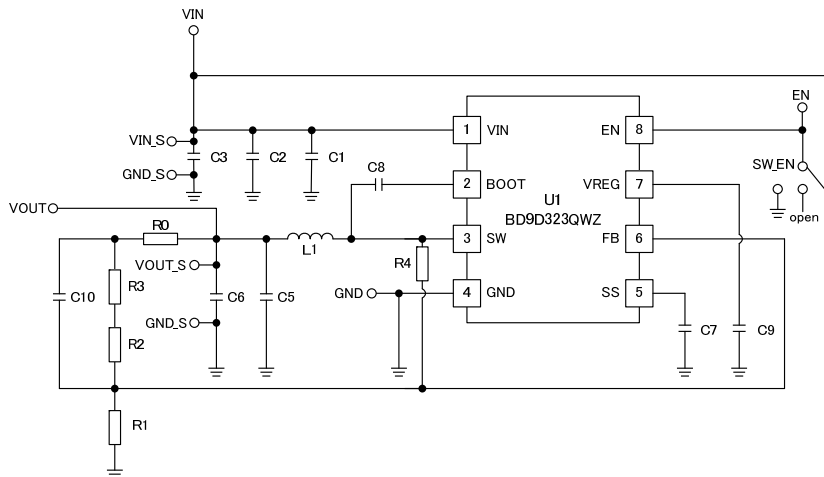 VIN
EN
VIN_S
C3
C2
C1
1
VIN
EN
8
GND_S
C8
2
BOOT
VREG
7
SW_EN
open
U1
BD9D323QWZ
VOUT
R0
L1
3
SW
FB
6
R4
VOUT_S
C10
R3
C6
C5
GND
4
GND
SS
5
GND_S
R2
C7
C9
R1